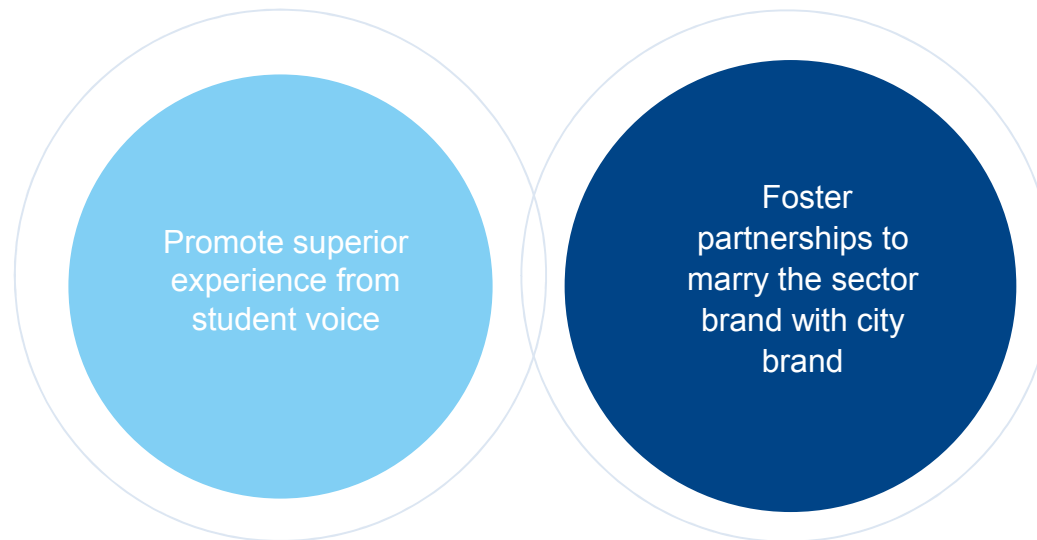 Promote superior
experience from
student voice
Foster
partnerships to
marry the sector
brand with city
brand